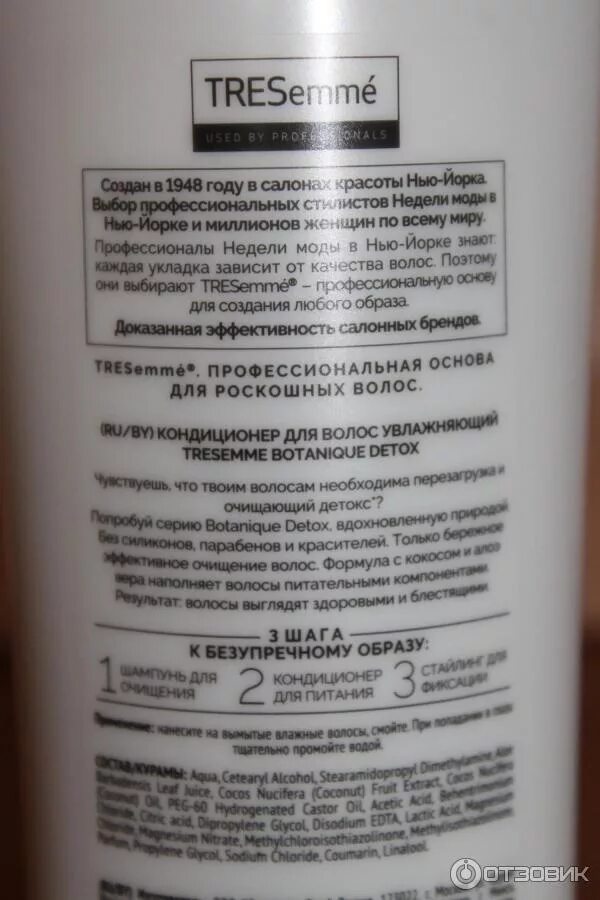 TRESemmé
USED BY PROFESSIONALS
Создан в 1948 году в салонах красоты Нью-Йорка.
Выбор профессиональных стилистов Недели моды в
Нью-Йорке и миллионов женщин по всему миру.
Профессионалы Недели моды в Нью-Йорке знают:
каждая укладка зависит от качества волос. Поэтому
они выбирают TRESemmé® – профессиональную основу
для создания любого образа.
Доказанная эффективность салонных брендов.
TRESemmé®. ПРОФЕССИОНАЛЬНАЯ ОСНОВА
ДЛЯ РОСКОШНЫХ ВОЛОС.
(RU/BY) КОНДИЦИОНЕР ДЛЯ ВОЛОС УВЛАЖНЯЮЩИЙ
TRESEMME BOTANIQUE DETOX
Чувствуешь, что твоим волосам необходима перезагрузка и
очищающий детокс*?
Попробуй серию Botanique Detox, вдохновленную природой.
Без силиконов, парабенов и красителей. Только бережное
эффективное очищение волос. Формула с кокосом и алоэ
вера наполняет волосы питательными компонентами.
Результат: волосы выглядят здоровыми и блестящими.
3 ШАГА
К БЕЗУПРЕЧНОМУ ОБРАЗУ:
1 ШАМПУНЬ ДЛЯ ОЧИЩЕНИЯ 2 КОНДИЦИОНЕР ДЛЯ ПИТАНИЯ 3 СТАЙЛИНГ ДЛЯ ФИКСАЦИИ
Применение: нанесите на вымытые влажные волосы, смойте. При попадании в глаза
тщательно промойте водой.
СОСТАВ/КУРАМЫ: Aqua, Cetearyl Alcohol, Stearamidopropyl Dimethylamine, Aloe
Barbadensis Leaf Juice, Cocos Nucifera (Coconut) Fruit Extract, Cocos Nucifera
(Coconut) Oil, PEG-60 Hydrogenated Castor Oil, Acetic Acid, Behentrimonium
Chloride, Citric acid, Dipropylene Glycol, Disodium EDTA, Lactic Acid, Magnesium
Chloride, Magnesium Nitrate, Methylchloroisothiazolinone, Methylisothiazolinone,
Parfum, Propylene Glycol, Sodium Chloride, Coumarin, Linalool.
ОТЗОВИК